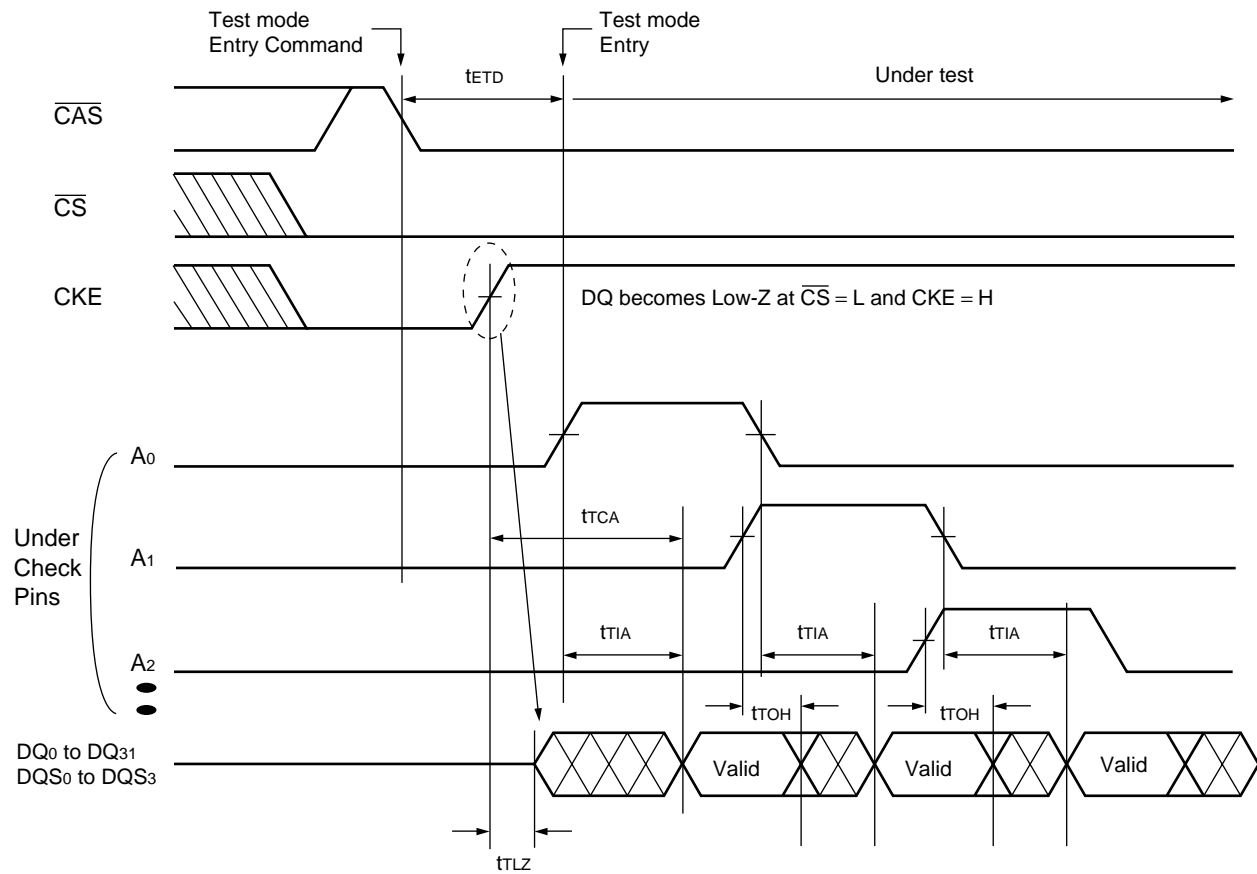 Test mode
Entry Command
Test mode
Entry
tETD
Under test
CAS
CS
CKE
DQ becomes Low-Z at CS = L and CKE = H
A0
tTCA
Under
Check
Pins
A1
tTIA
tTIA
tTIA
A2
tTOH
tTOH
DQ0 to DQ31
DQS0 to DQS3
Valid
Valid
Valid
tTLZ